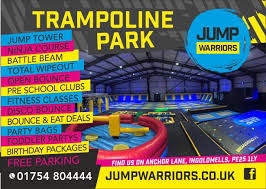 TRAMPOLINE
PARK
JUMP
WARRIORS
JUMP TOWER
NINJA COURSE
BATTLE BEAM
TOTAL WIPEOUT
OPEN BOUNCE
PRE SCHOOL CLUBS
FITNESS CLASSES
DISCO BOUNCE
BOUNCE & EAT DEALS
PARTY BAGS
TODDLER PARTYS
BIRTHDAY PACKAGES
FREE PARKING
01754 804444
FIND US ON ANCHOR LANE, INGOLDMELLS, PE25 1LY
JUMPWARRIORS.CO.UK